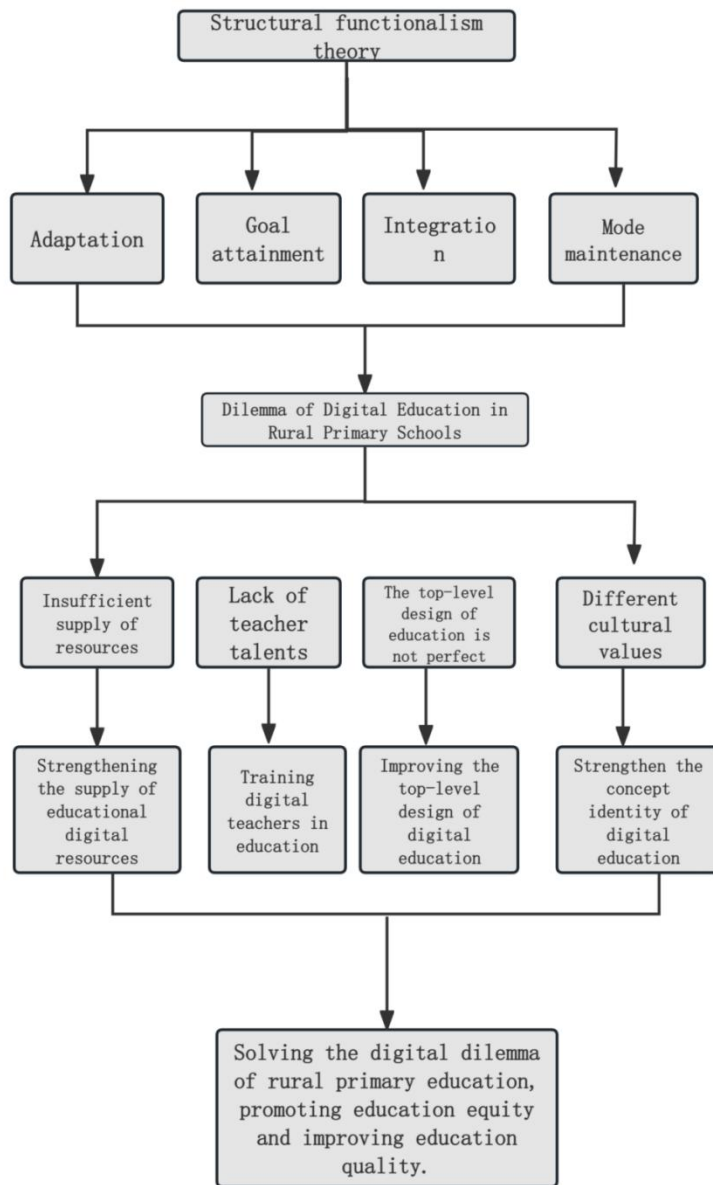 Structural functionalism
theory
Adaptation
Goal
attainment
Integratio
n
Mode
maintenance
Dilemma of Digital Education in
Rural Primary Schools
Insufficient
supply of
resources
Lack of
teacher
talents
The top-level
design of
education is
not perfect
Different
cultural
values
Strengthening
the supply of
educational
digital
resources
Training
digital
teachers in
education
Improving the
top-level
design of
digital
education
Strengthen the
concept
identity of
digital
education
Solving the digital dilemma
of rural primary education,
promoting education equity
and improving education
quality.